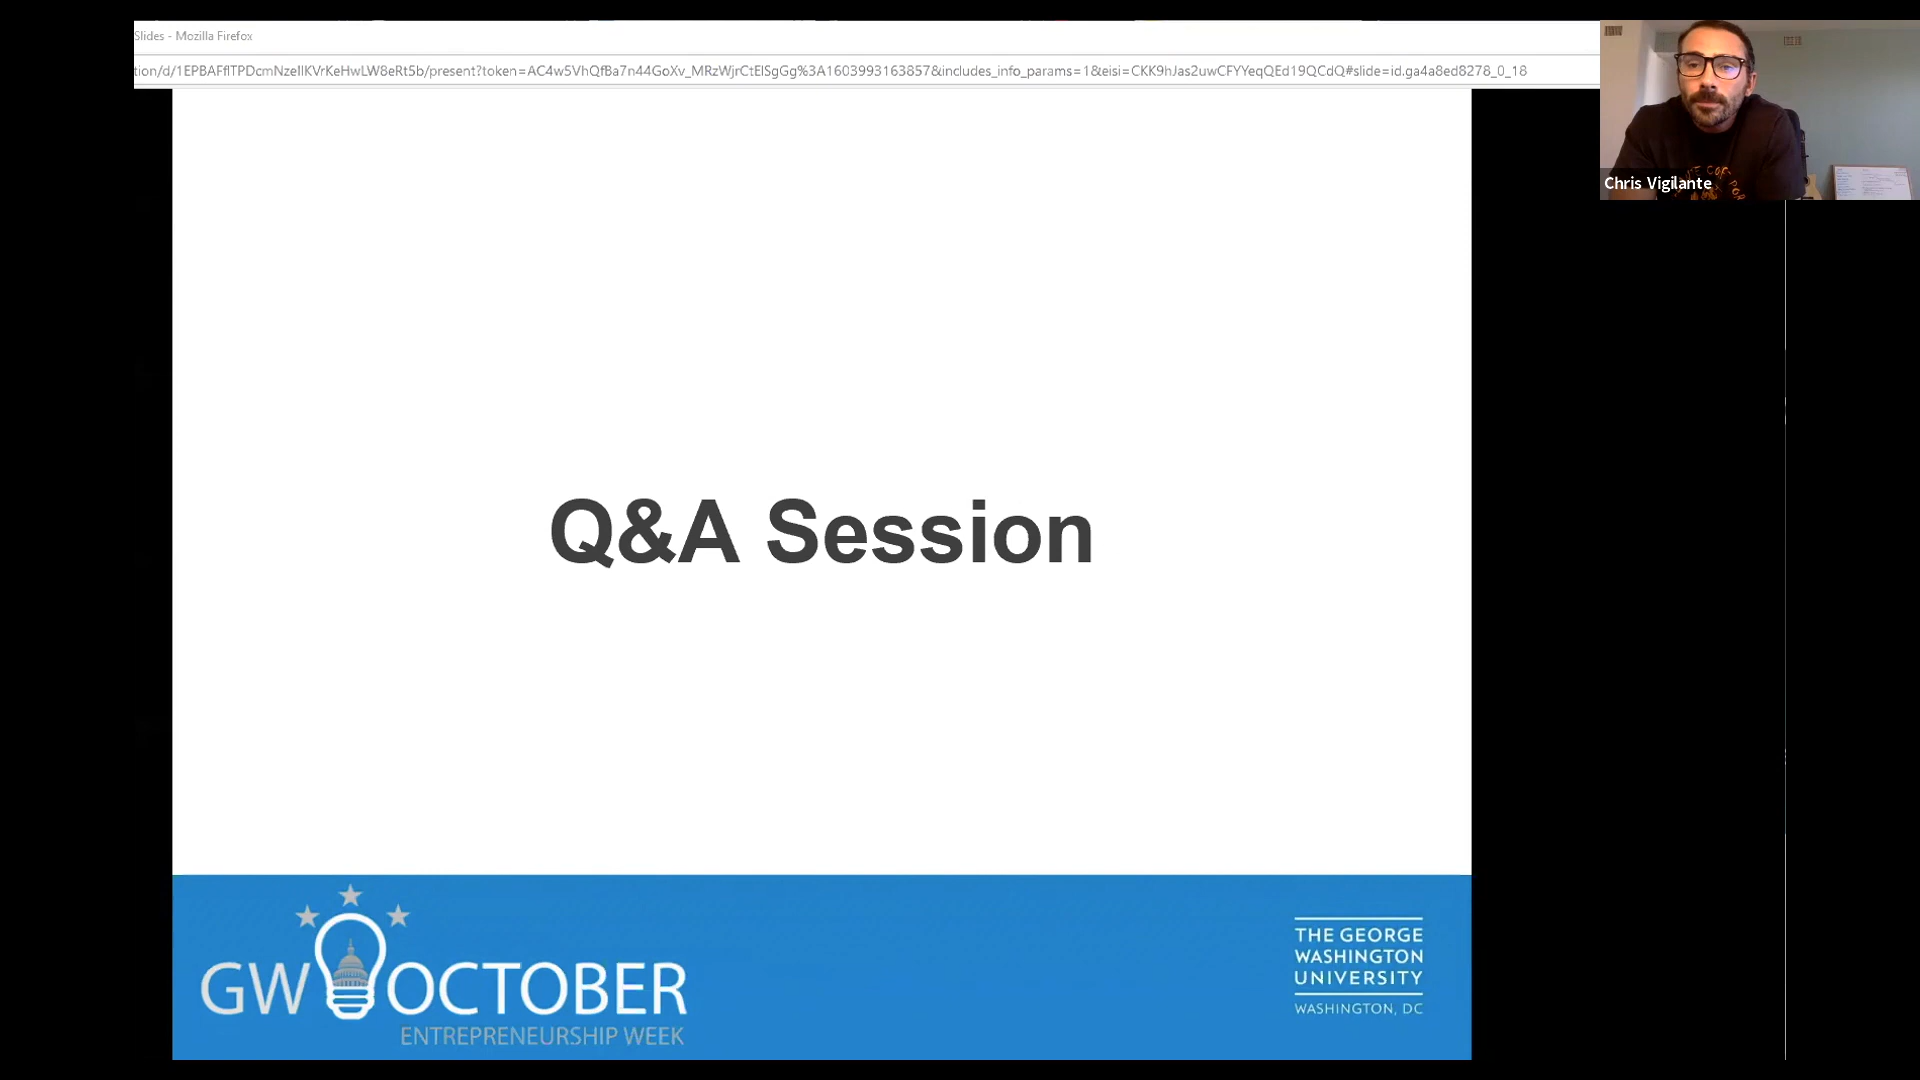 Slides - Mozilla Firefox
tion/d/1EPBAFflTPDcmNzelIKVrKeHwLW8eRt5b/present?token=AC4w5VhQfBa7n44GoXv_MRzWjrCtElSgGg%3A1603993163857&includes_info_params=1&eisi=CKK9hJas2uwCFYYeqQEd19QCdQ#slide=id.ga4a8ed8278_0_18
Chris Vigilante
Q&A Session
GW OCTOBER
ENTREPRENEURSHIP WEEK
THE GEORGE
WASHINGTON
UNIVERSITY
WASHINGTON, DC